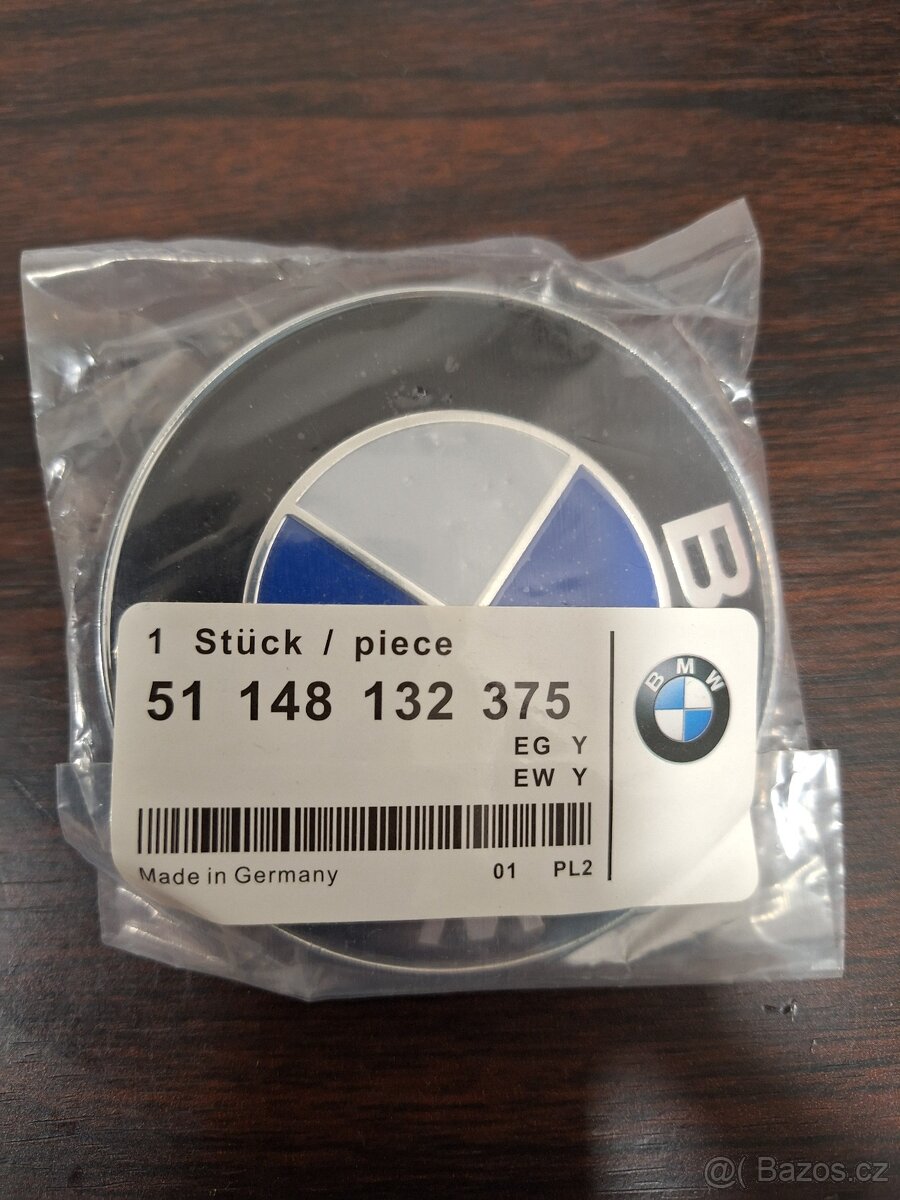 B
1 Stück / piece
51 148 132 375
EG Y
EW Y
BMW
Made in Germany
01 PL2
@( Bazos.cz